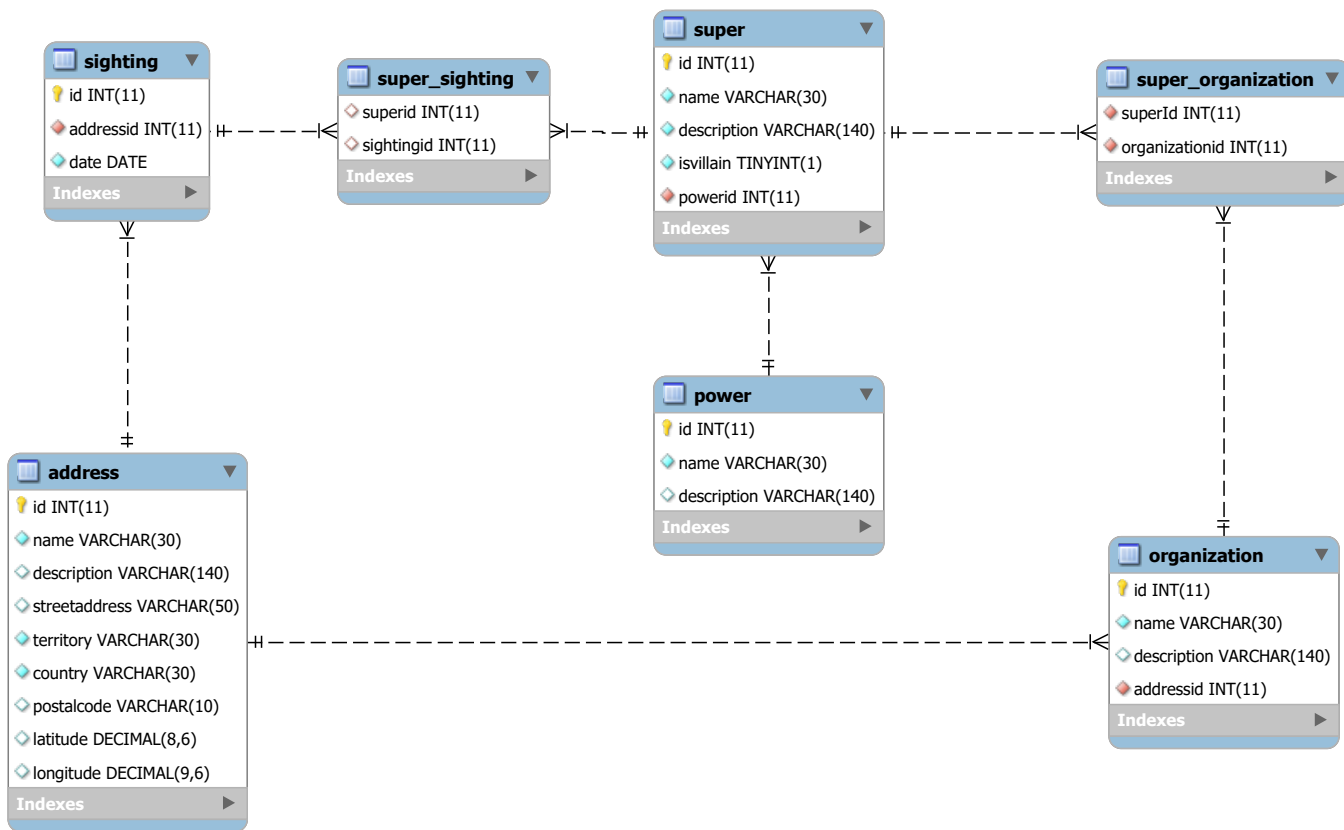 sighting
id INT(11)
addressid INT(11)
date DATE
Indexes
super_sighting
superid INT(11)
sightingid INT(11)
Indexes
super
id INT(11)
name VARCHAR(30)
description VARCHAR(140)
isvillain TINYINT(1)
powerid INT(11)
Indexes
super_organization
superId INT(11)
organizationid INT(11)
Indexes
power
id INT(11)
name VARCHAR(30)
description VARCHAR(140)
Indexes
address
id INT(11)
name VARCHAR(30)
description VARCHAR(140)
streetaddress VARCHAR(50)
territory VARCHAR(30)
country VARCHAR(30)
postalcode VARCHAR(10)
latitude DECIMAL(8,6)
longitude DECIMAL(9,6)
Indexes
organization
id INT(11)
name VARCHAR(30)
description VARCHAR(140)
addressid INT(11)
Indexes